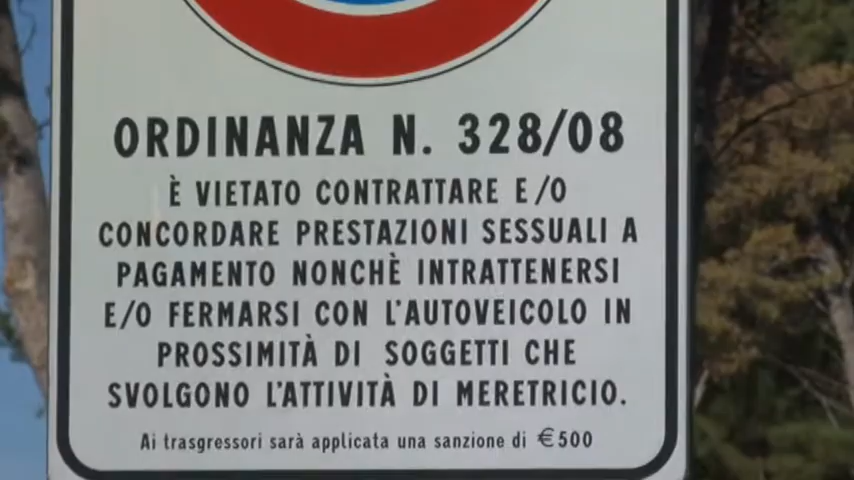 ORDINANZA N. 328/08
È VIETATO CONTRATTARE E/O
CONCORDARE PRESTAZIONI SESSUALI A
PAGAMENTO NONCHÈ INTRATTENERSI
E/O FERMARSI CON L'AUTOVEICOLO IN
PROSSIMITÀ DI SOGGETTI CHE
SVOLGONO L'ATTIVITÀ DI MERETRICIO.
Ai trasgressori sarà applicata una sanzione di €500